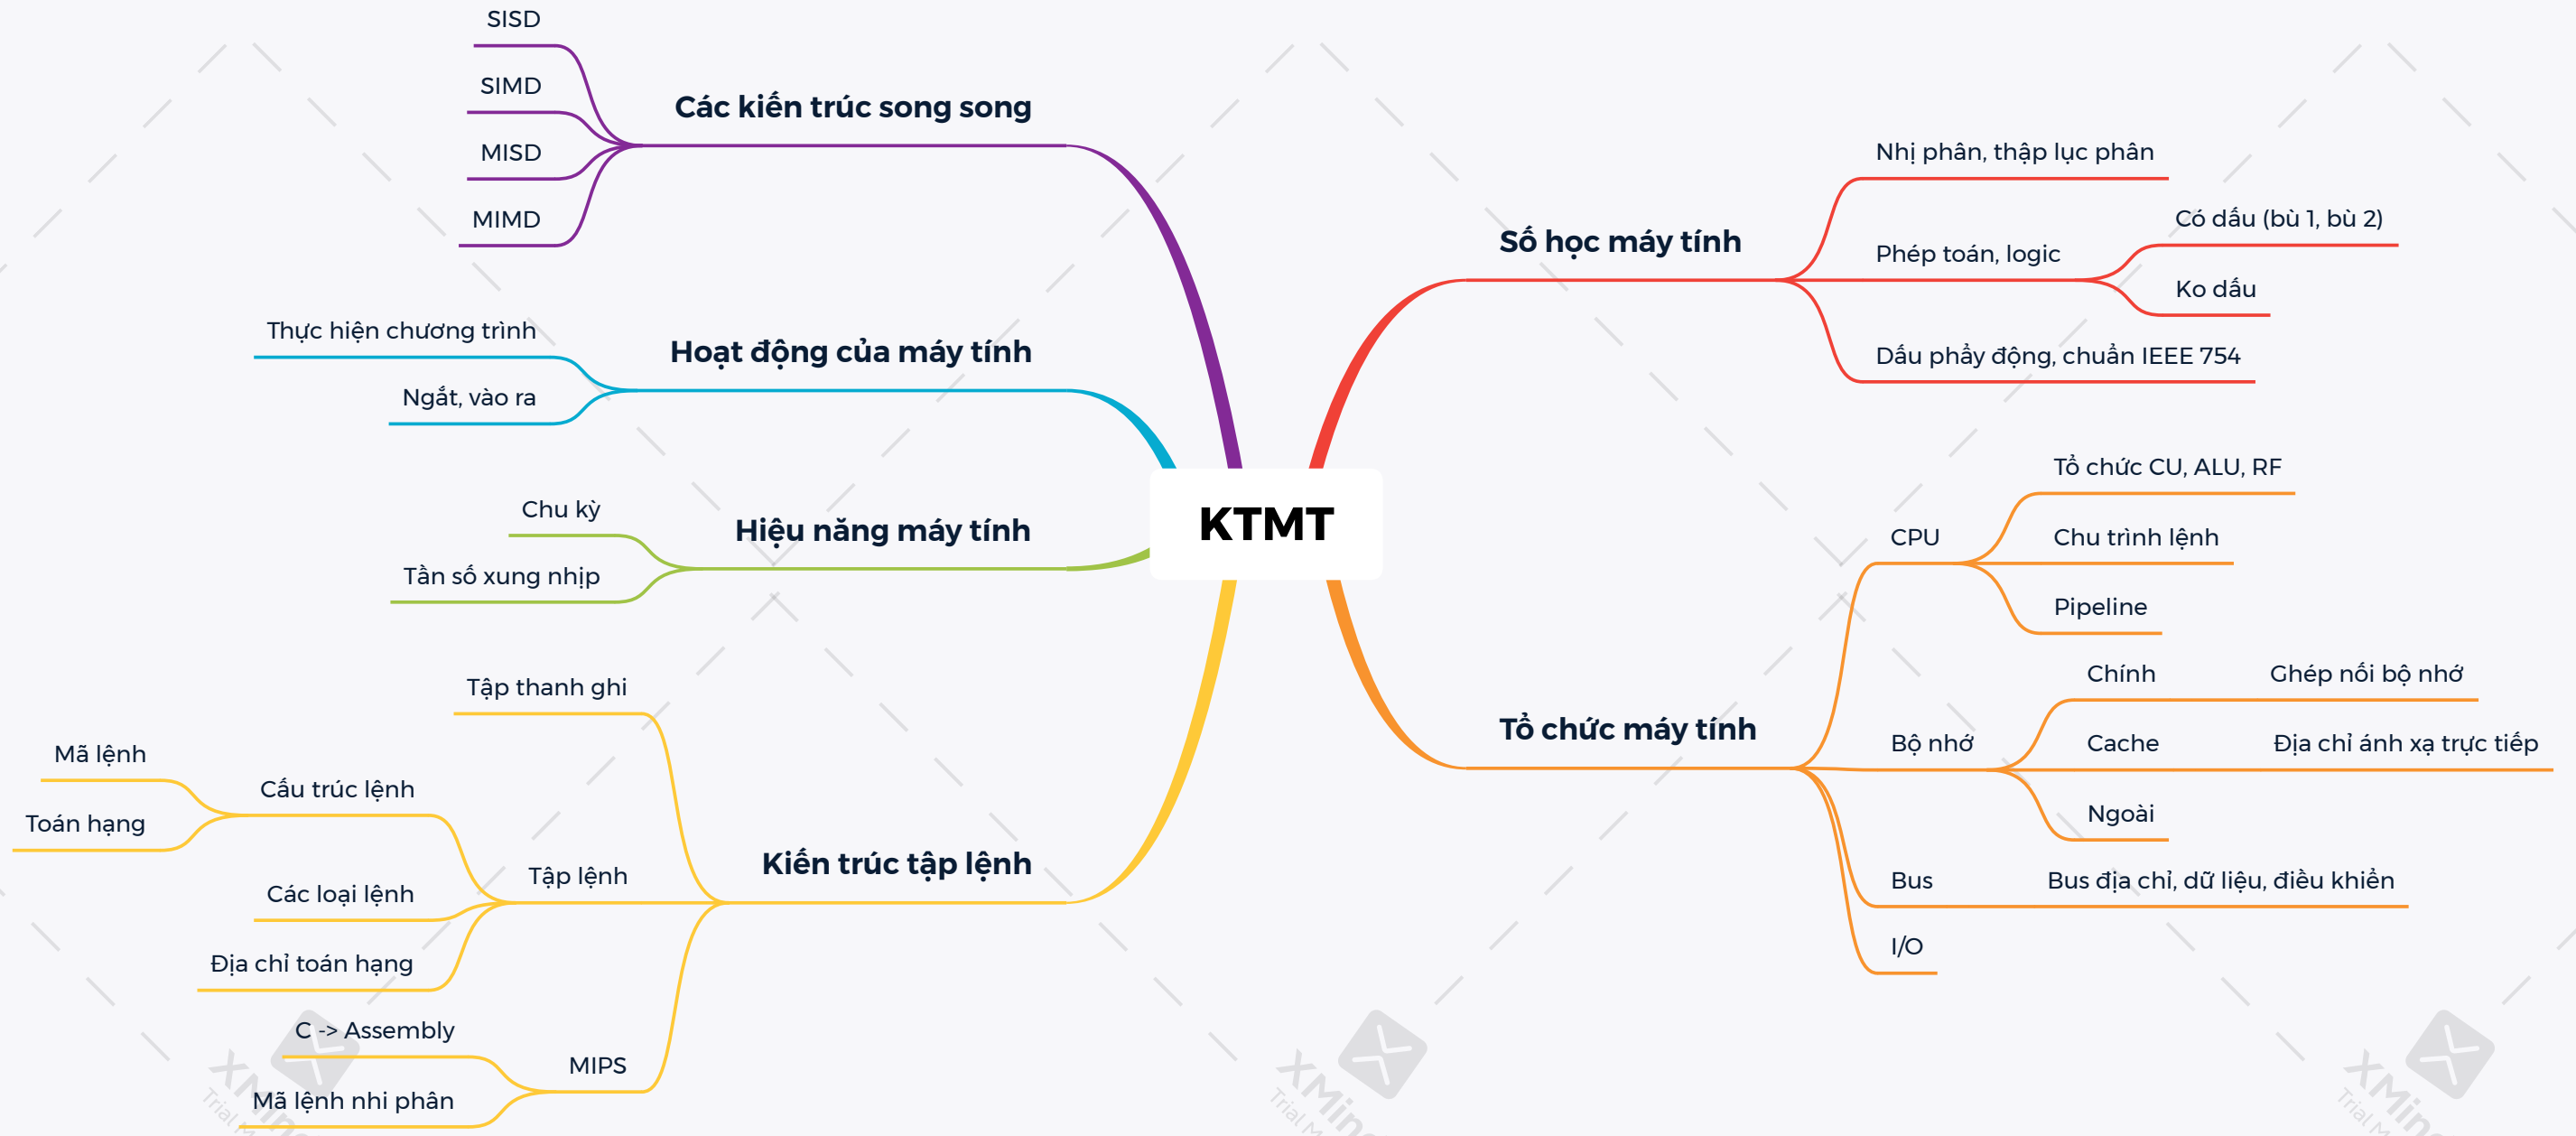 KTMT
Số học máy tính
Nhị phân, thập lục phân
Phép toán, logic
Có dấu (bù 1, bù 2)
Ko dấu
Dấu phẩy động, chuẩn IEEE 754
Tổ chức máy tính
CPU
Tổ chức CU, ALU, RF
Chu trình lệnh
Pipeline
Bộ nhớ
Chính
Ghép nối bộ nhớ
Cache
Địa chỉ ánh xạ trực tiếp
Ngoài
Bus
Bus địa chỉ, dữ liệu, điều khiển
I/O
Các kiến trúc song song
SISD
SIMD
MISD
MIMD
Hoạt động của máy tính
Thực hiện chương trình
Ngắt, vào ra
Hiệu năng máy tính
Chu kỳ
Tần số xung nhịp
Kiến trúc tập lệnh
Tập thanh ghi
Tập lệnh
Cấu trúc lệnh
Mã lệnh
Toán hạng
Các loại lệnh
Địa chỉ toán hạng
MIPS
C -> Assembly
Mã lệnh nhi phân
XMin
Trial M
XMin
Trial M
XMin
Trial M